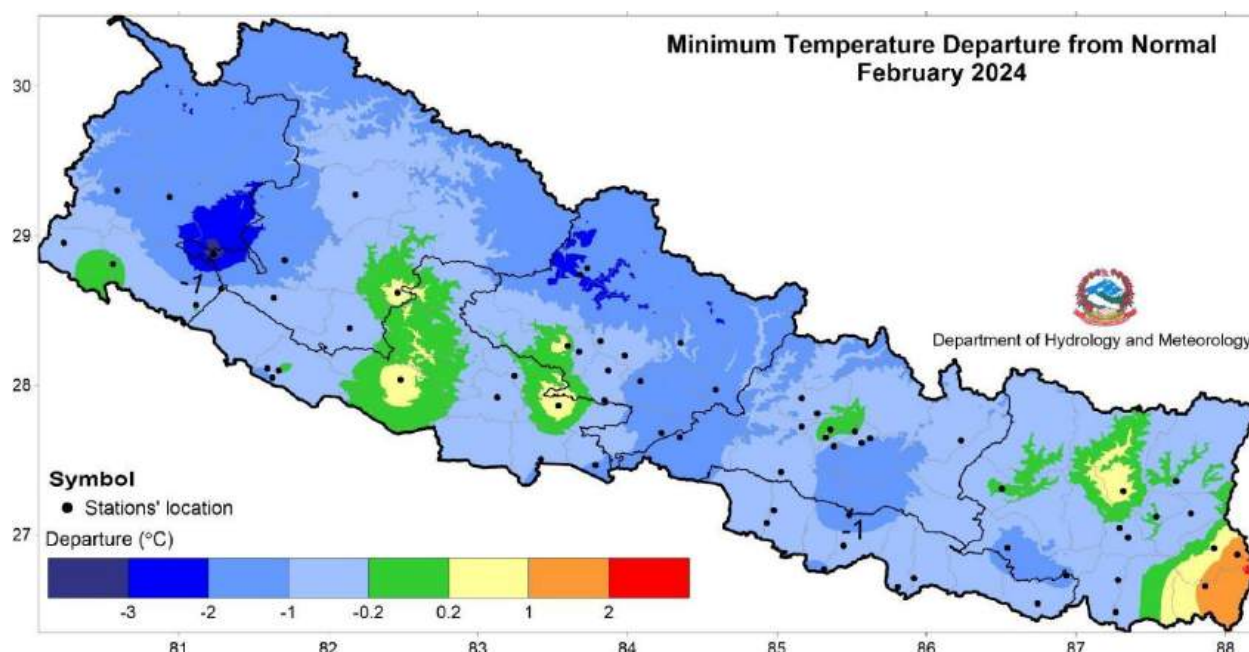 Minimum Temperature Departure from Normal
February 2024
30
29
28
27
-1
-1
Department of Hydrology and Meteorology
Symbol
Stations' location
Departure (°C)
-3 -2 -1 -0.2 0.2 1 2
81 82 83 84 85 86 87 88